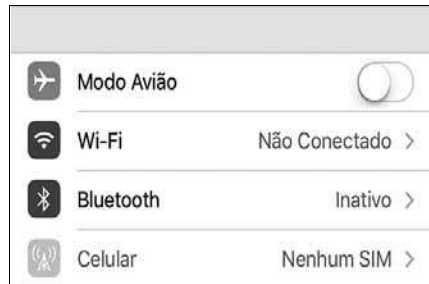 Modo Avião
Wi-Fi Não Conectado >
Bluetooth Inativo >
Celular Nenhum SIM >